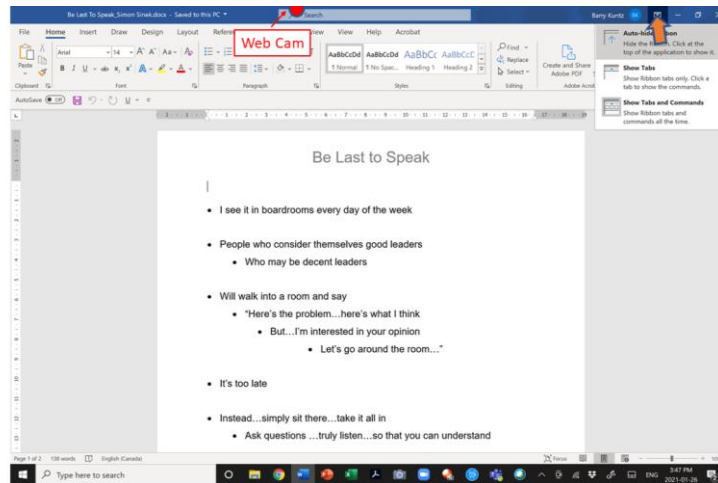 Be Last To Speak_Simon Sinek.docx - Saved to this PC
Search
Barry Kuntz
BK
File Home Insert Draw Design Layout View View Help Acrobat
Web Cam
Paste
Arial
14
Aa
B I U ab x, x²
AaBbCcDd AaBbCcDd AaBbCc AaBbCcC
¶ Normal ¶ No Spac... Heading 1 Heading 2
Find
Replace
Select
Create and Share
Adobe PDF
Clipboard Font Paragraph Styles Editing Adobe Acrob
Auto-hide Ribbon
Hide the Ribbon. Click at the
top of the application to show it.
Show Tabs
Show Ribbon tabs only. Click a
tab to show the commands.
Show Tabs and Commands
Show Ribbon tabs and
commands all the time.
AutoSave Off
Be Last to Speak
• I see it in boardrooms every day of the week
• People who consider themselves good leaders
• Who may be decent leaders
• Will walk into a room and say
• “Here’s the problem…here’s what I think
• But…I’m interested in your opinion
• Let’s go around the room…”
• It’s too late
• Instead…simply sit there…take it all in
• Ask questions …truly listen…so that you can understand
Page 1 of 2 138 words English (Canada)
Focus
Type here to search
ENG
3:47 PM
2021-01-26